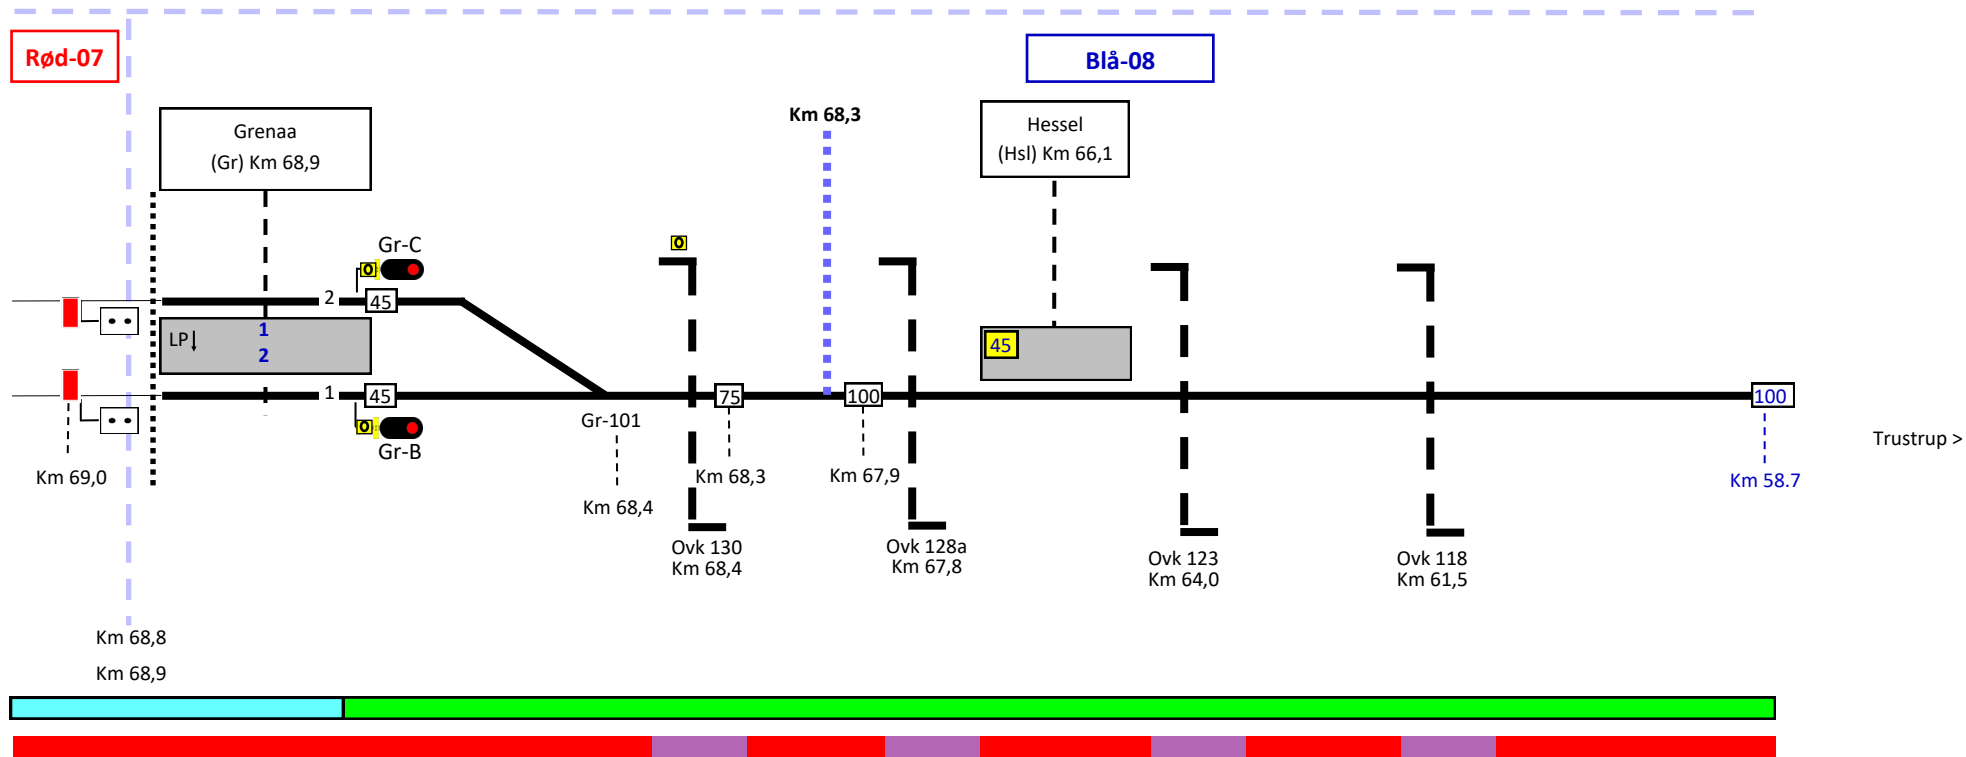 Rød-07
Blå-08
Km 68,3
Grenaa
(Gr) Km 68,9
Hessel
(Hsl) Km 66,1
Gr-C
O
O
2
45
LP↓
1
2
45
1
45
75
100
100
O
Gr-B
Gr-101
Trustrup >
Km 69,0
Km 68,3
Km 67,9
Km 58.7
Km 68,4
Ovk 130
Km 68,4
Ovk 128a
Km 67,8
Ovk 123
Km 64,0
Ovk 118
Km 61,5
Km 68,8
Km 68,9